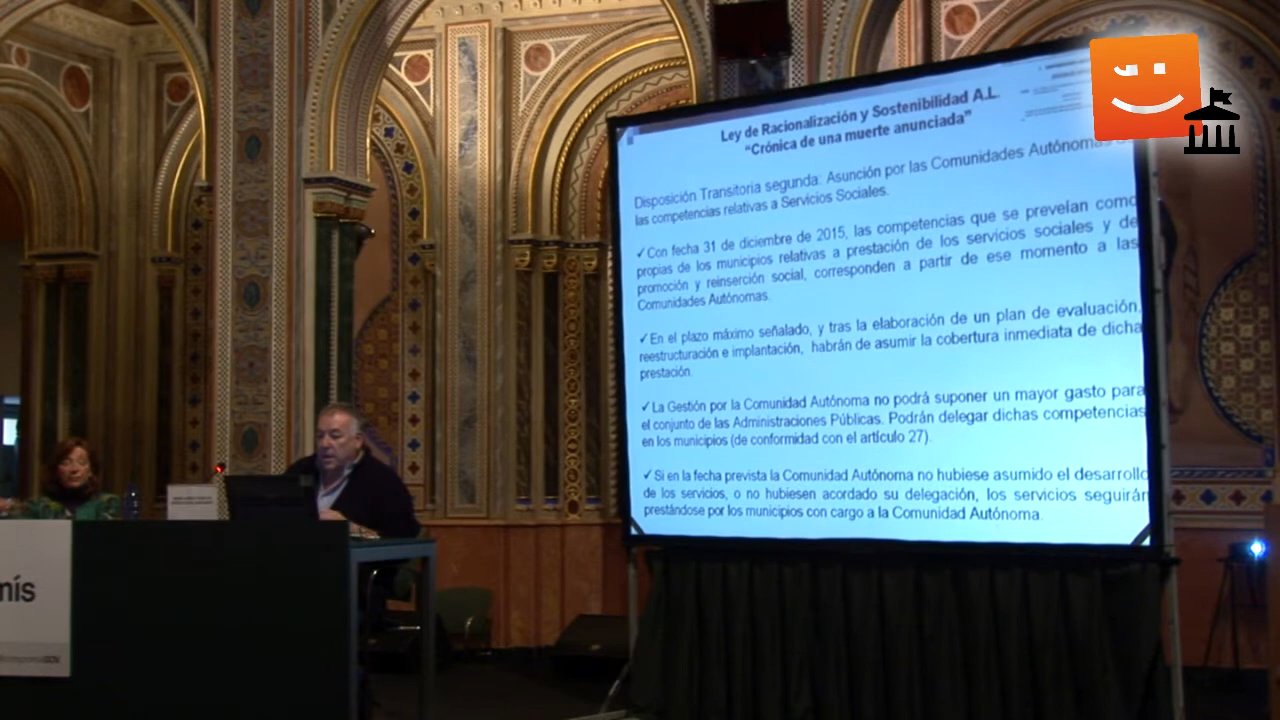 Ley de Racionalización y Sostenibilidad A.L.
“Crónica de una muerte anunciada”
Disposición Transitoria segunda: Asunción por las Comunidades Autónomas
las competencias relativas a Servicios Sociales.
✓Con fecha 31 de diciembre de 2015, las competencias que se preveían como
propias de los municipios relativas a prestación de los servicios sociales y de
promoción y reinserción social, corresponden a partir de ese momento a las
Comunidades Autónomas.
✓En el plazo máximo señalado, y tras la elaboración de un plan de evaluación,
reestructuración e implantación, habrán de asumir la cobertura inmediata de dicha
prestación.
✓La Gestión por la Comunidad Autónoma no podrá suponer un mayor gasto para
el conjunto de las Administraciones Públicas. Podrán delegar dichas competencias
en los municipios (de conformidad con el artículo 27).
✓Si en la fecha prevista la Comunidad Autónoma no hubiese asumido el desarrollo
de los servicios, o no hubiesen acordado su delegación, los servicios seguirán
prestándose por los municipios con cargo a la Comunidad Autónoma.
nís